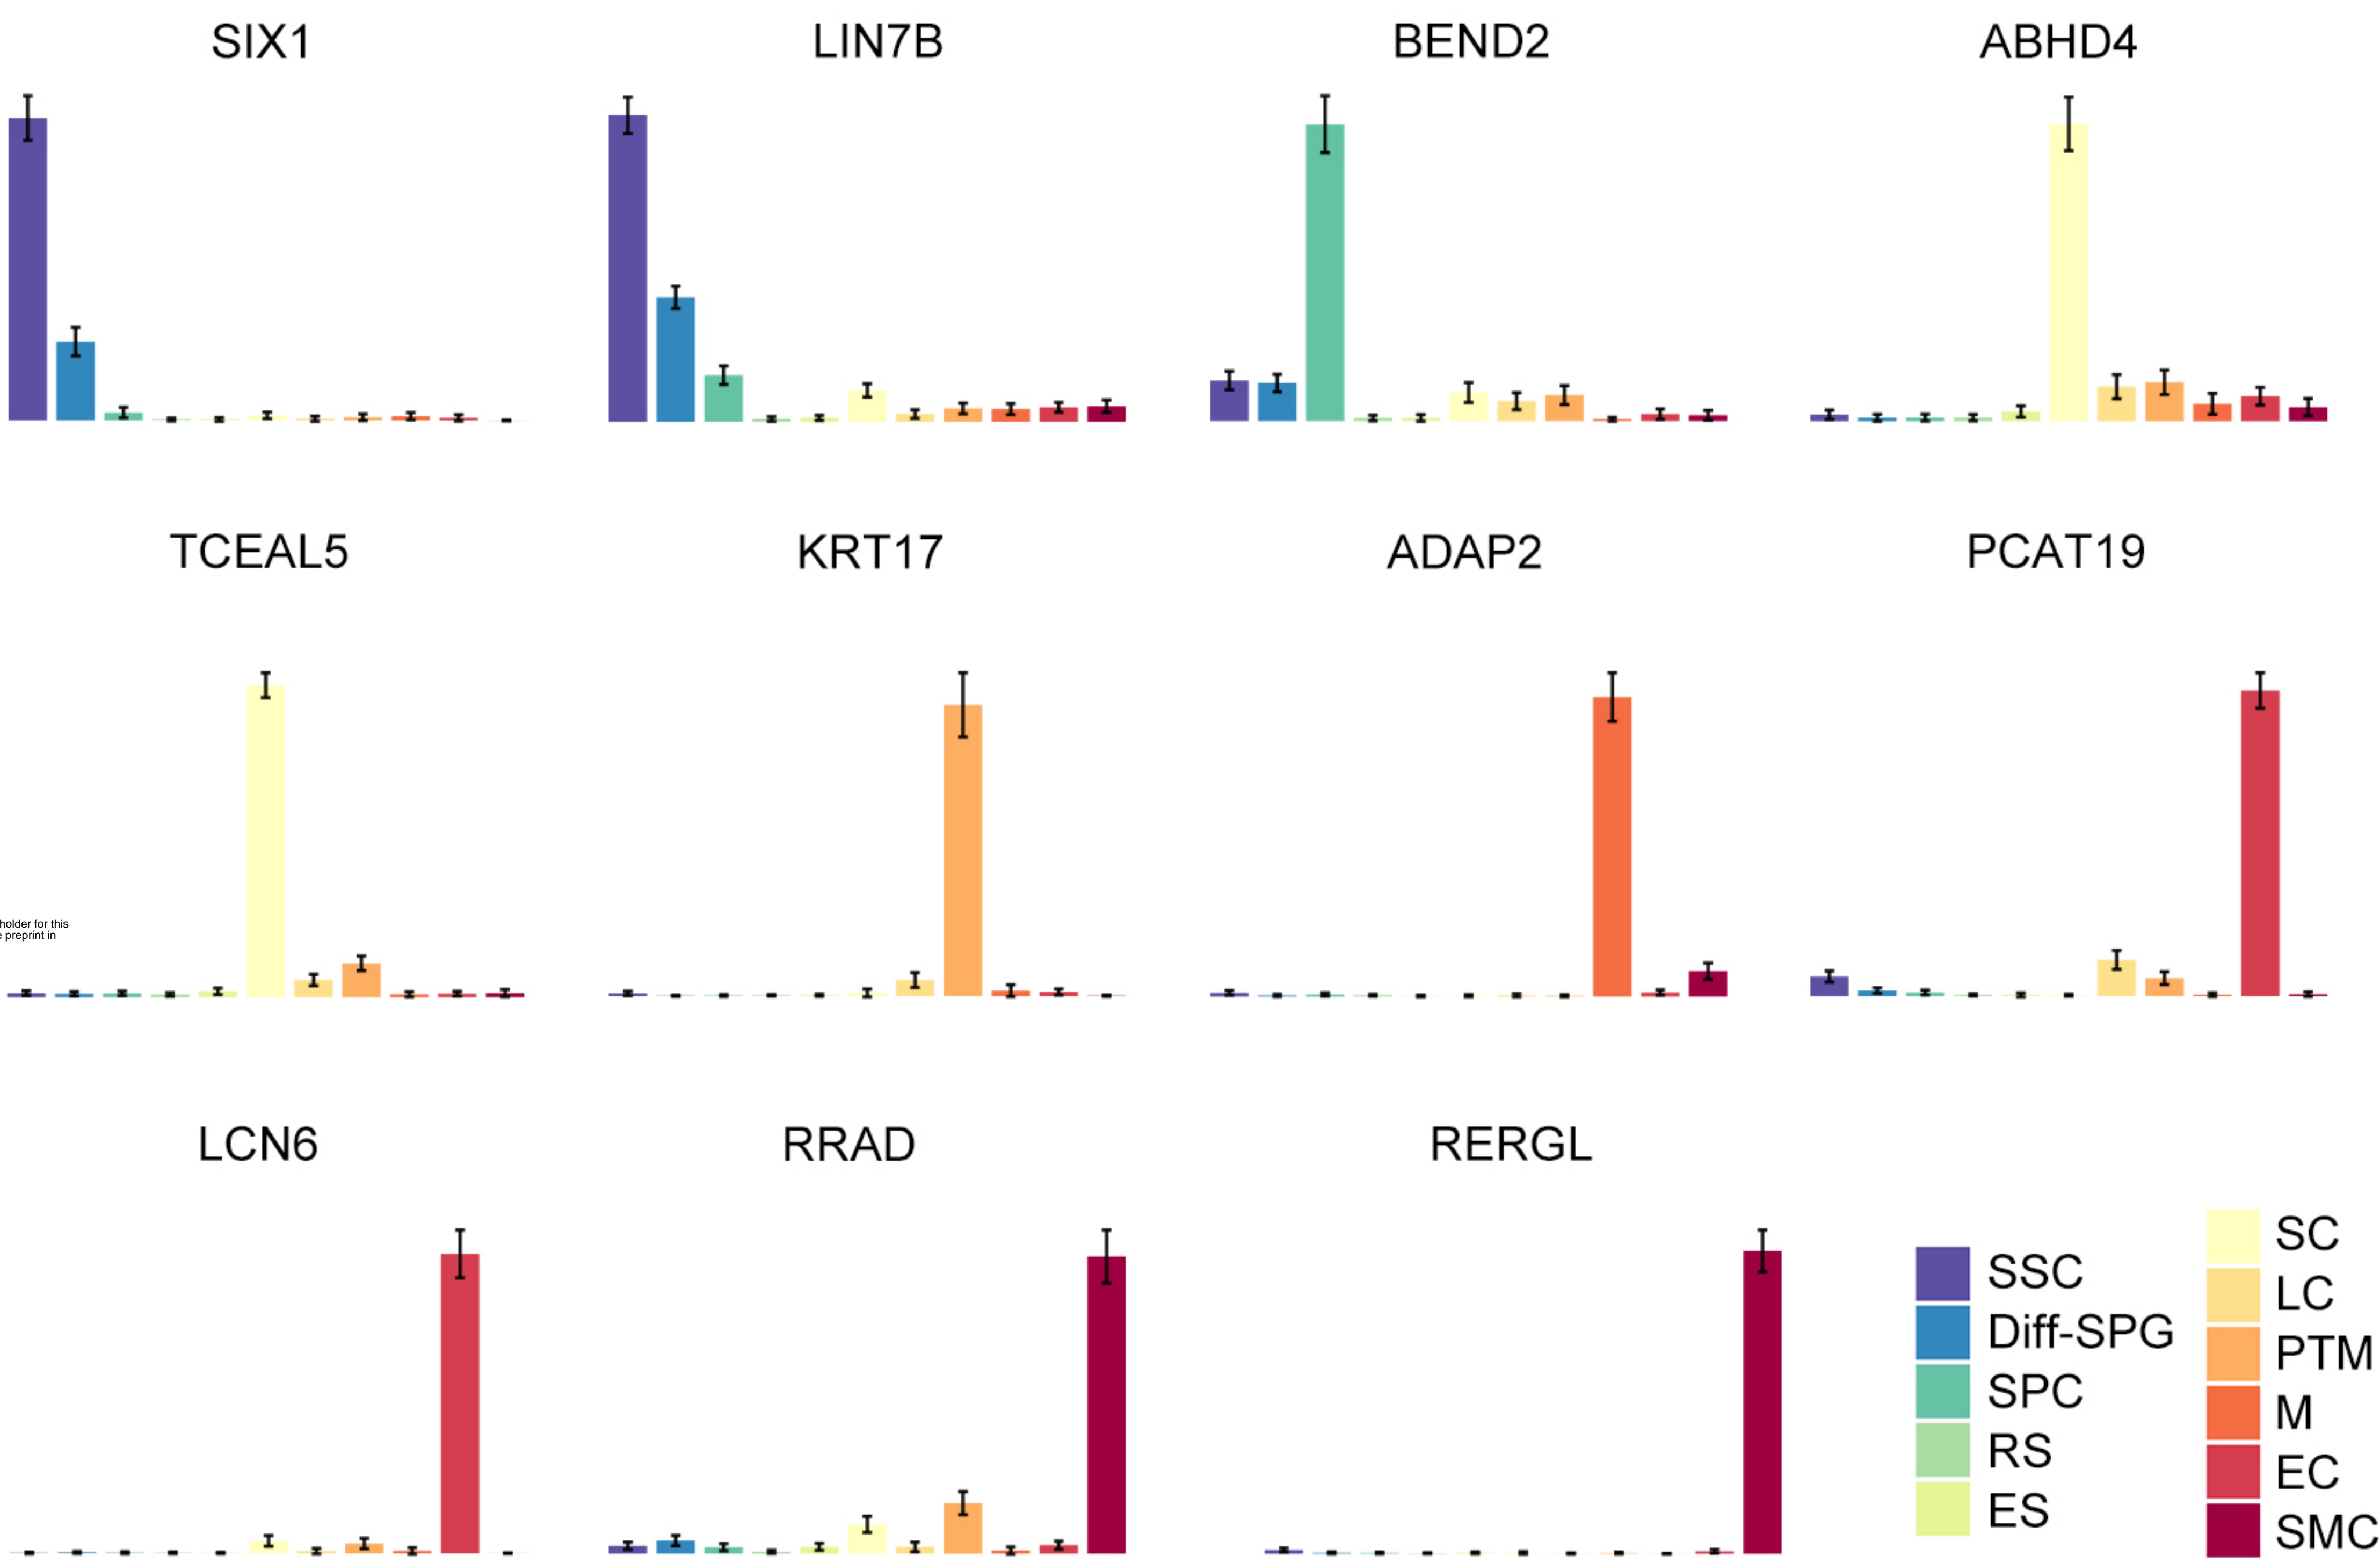 SIX1
LIN7B
BEND2
ABHD4
TCEAL5
KRT17
ADAP2
PCAT19
holder for this
preprint in
LCN6
RRAD
RERGL
SSC
Diff-SPG
SPC
RS
ES
SC
LC
PTM
M
EC
SMC